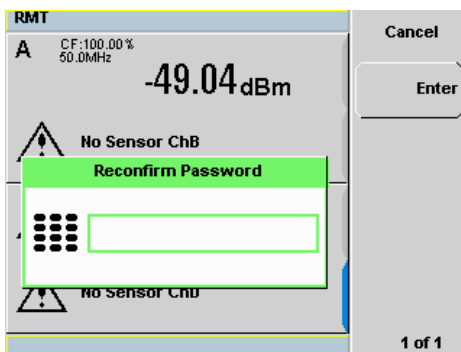 RMT
Cancel
A
CF:100.00%
50.0MHz
-49.04dBm
Enter
No Sensor ChB
Reconfirm Password
No Sensor ChD
1 of 1